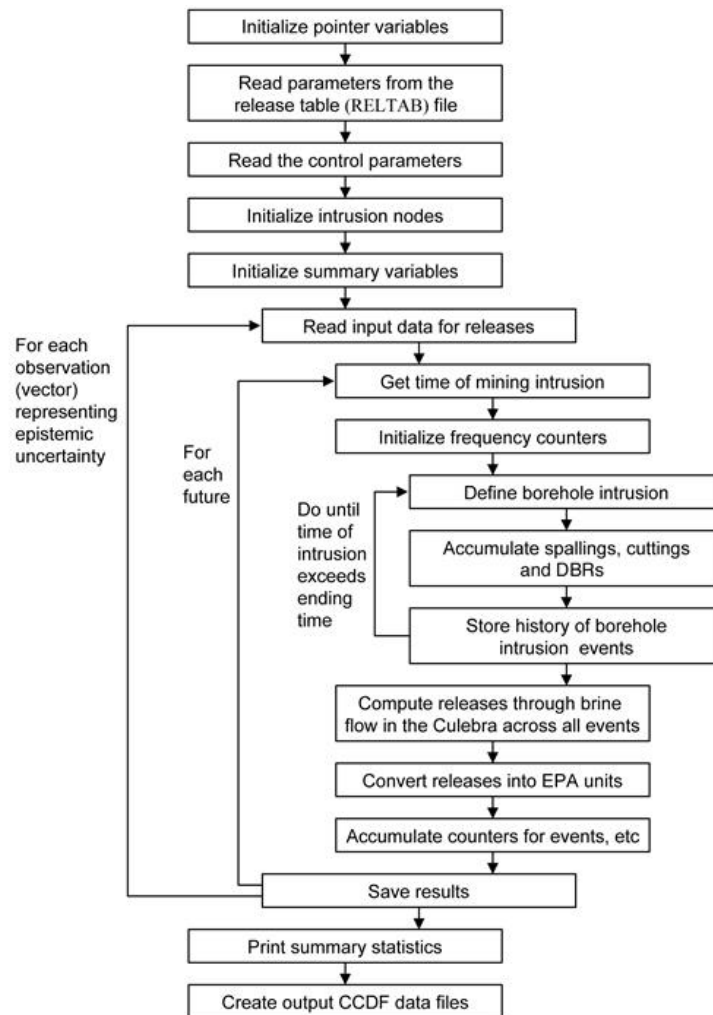 Initialize pointer variables
Read parameters from the
release table (RELTAB) file
Read the control parameters
Initialize intrusion nodes
Initialize summary variables
Read input data for releases
For each
observation
(vector)
representing
epistemic
uncertainty
Get time of mining intrusion
Initialize frequency counters
For
each
future
Define borehole intrusion
Do until
time of
intrusion
exceeds
ending
time
Accumulate spallings, cuttings
and DBRs
Store history of borehole
intrusion events
Compute releases through brine
flow in the Culebra across all events
Convert releases into EPA units
Accumulate counters for events, etc
Save results
Print summary statistics
Create output CCDF data files